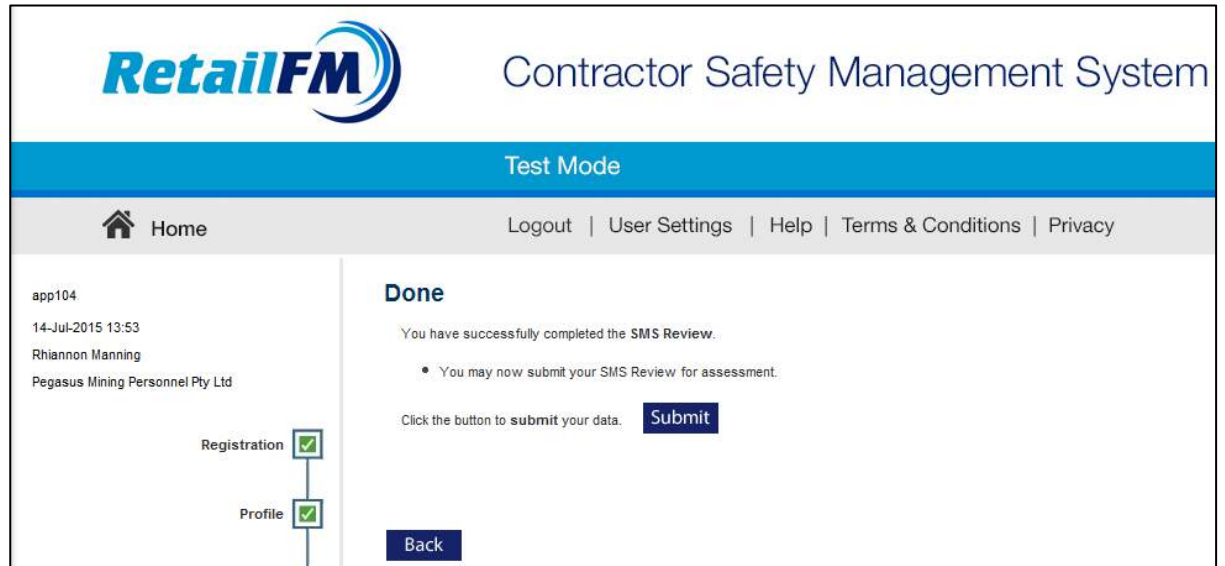 RetailFM
Contractor Safety Management System
Test Mode
Home
Logout | User Settings | Help | Terms & Conditions | Privacy
app104
14-Jul-2015 13:53
Rhiannon Manning
Pegasus Mining Personnel Pty Ltd
Registration
Profile
Done
You have successfully completed the SMS Review.
• You may now submit your SMS Review for assessment.
Click the button to submit your data. Submit
Back